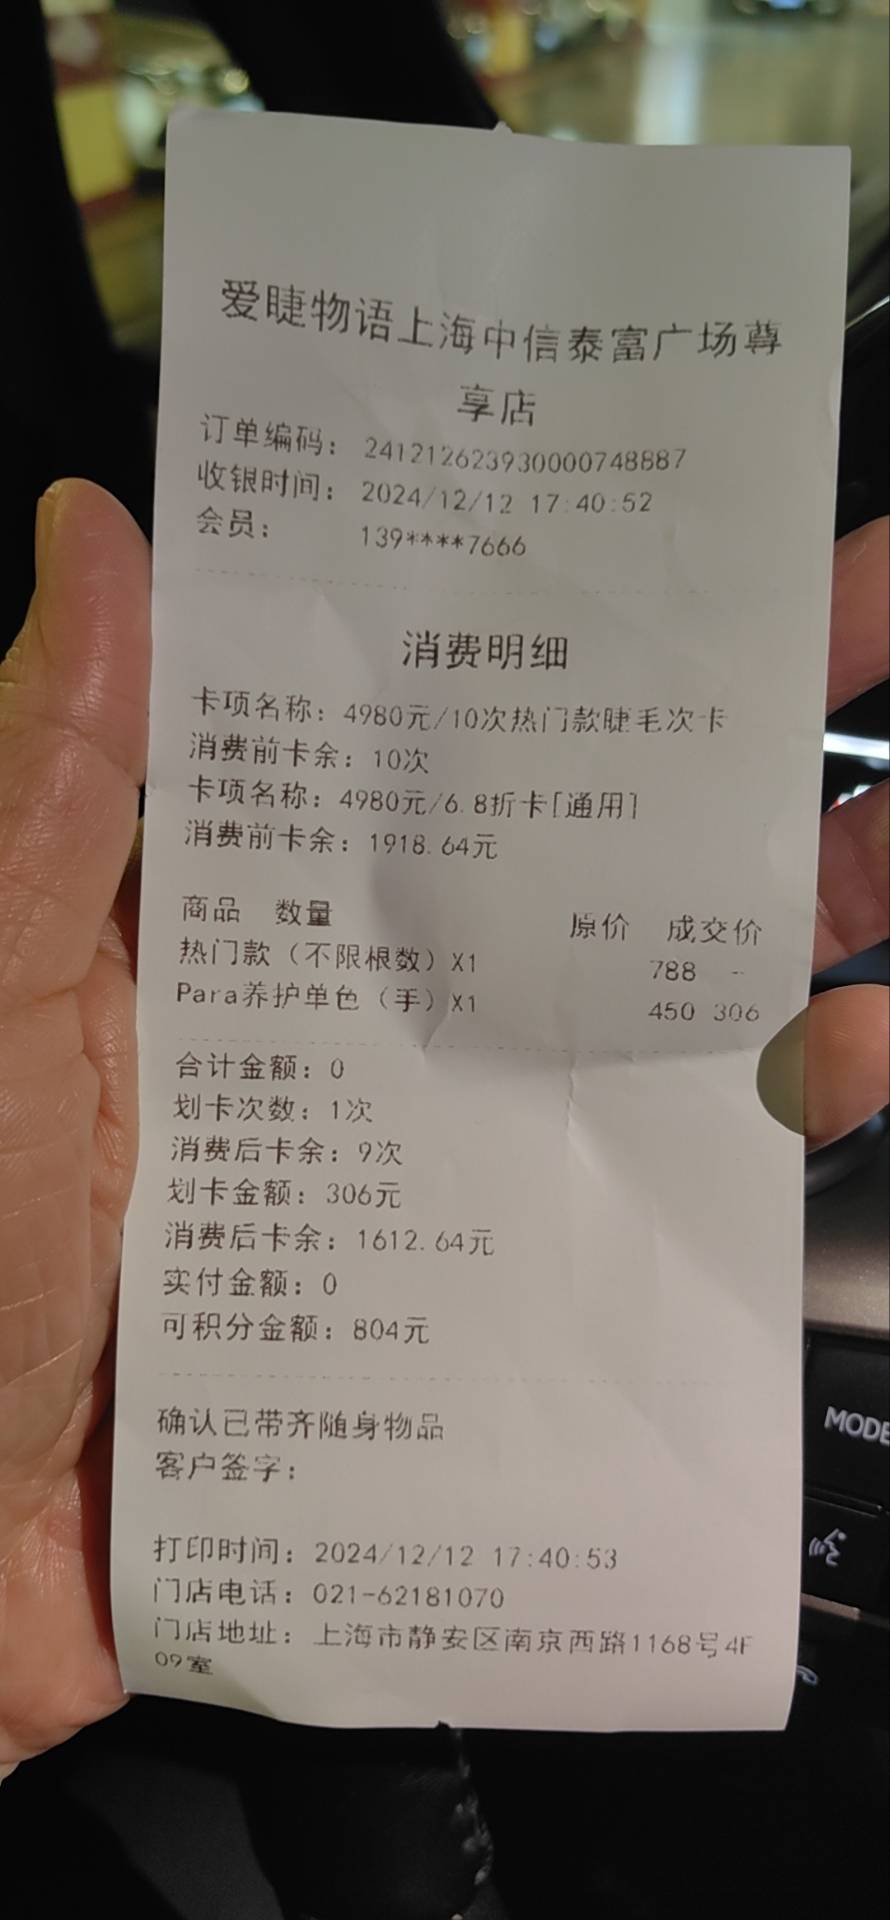 爱睫物语上海中信泰富广场尊
享店
订单编码: 241212623930000748887
收银时间: 2024/12/12 17:40:52
会员: 139****7666
消费明细
卡项名称: 4980元/10次热门款睫毛次卡
消费前卡余: 10次
卡项名称: 4980元/6.8折卡[通用]
消费前卡余: 1918.64元
商品 数量 原价 成交价
热门款（不限根数）X1 788 --
Para养护单色（手）X1 450 306
合计金额: 0
划卡次数: 1次
消费后卡余: 9次
划卡金额: 306元
消费后卡余: 1612.64元
实付金额: 0
可积分金额: 804元
确认已带齐随身物品
客户签字:
打印时间: 2024/12/12 17:40:53
门店电话: 021-62181070
门店地址: 上海市静安区南京西路1168号4F
09室
MODE